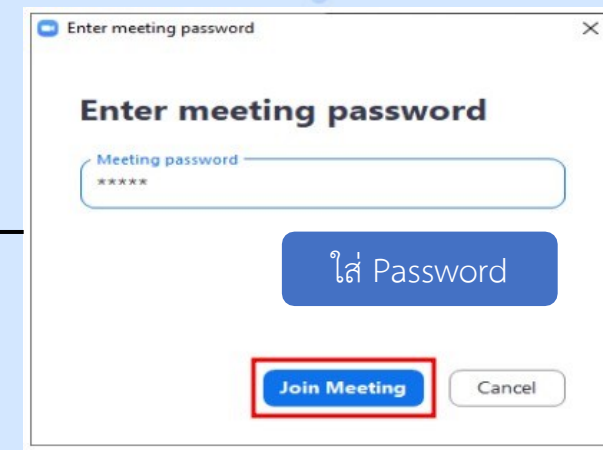 Enter meeting password
Enter meeting password
Meeting password
*****
ใส่ Password
Join Meeting
Cancel